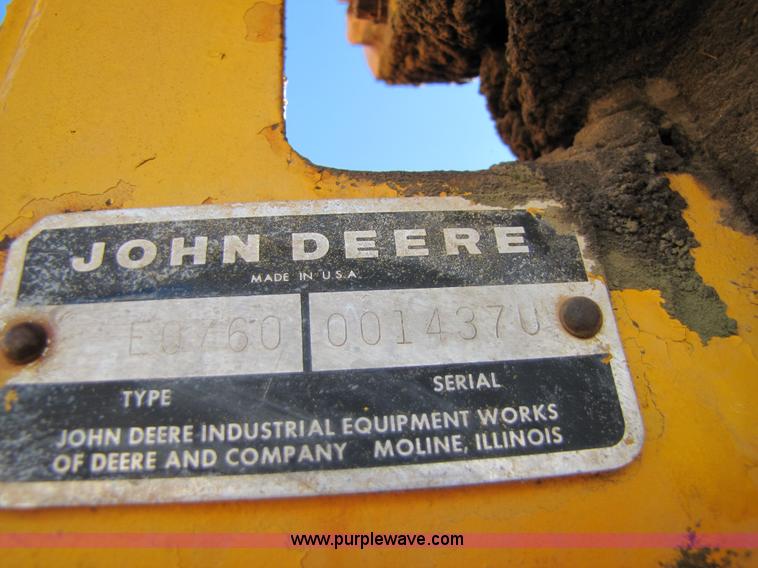 JOHN DEERE
MADE IN U.S.A.
EO760 001437U
TYPE SERIAL
JOHN DEERE INDUSTRIAL EQUIPMENT WORKS
OF DEERE AND COMPANY MOLINE, ILLINOIS
www.purplewave.com